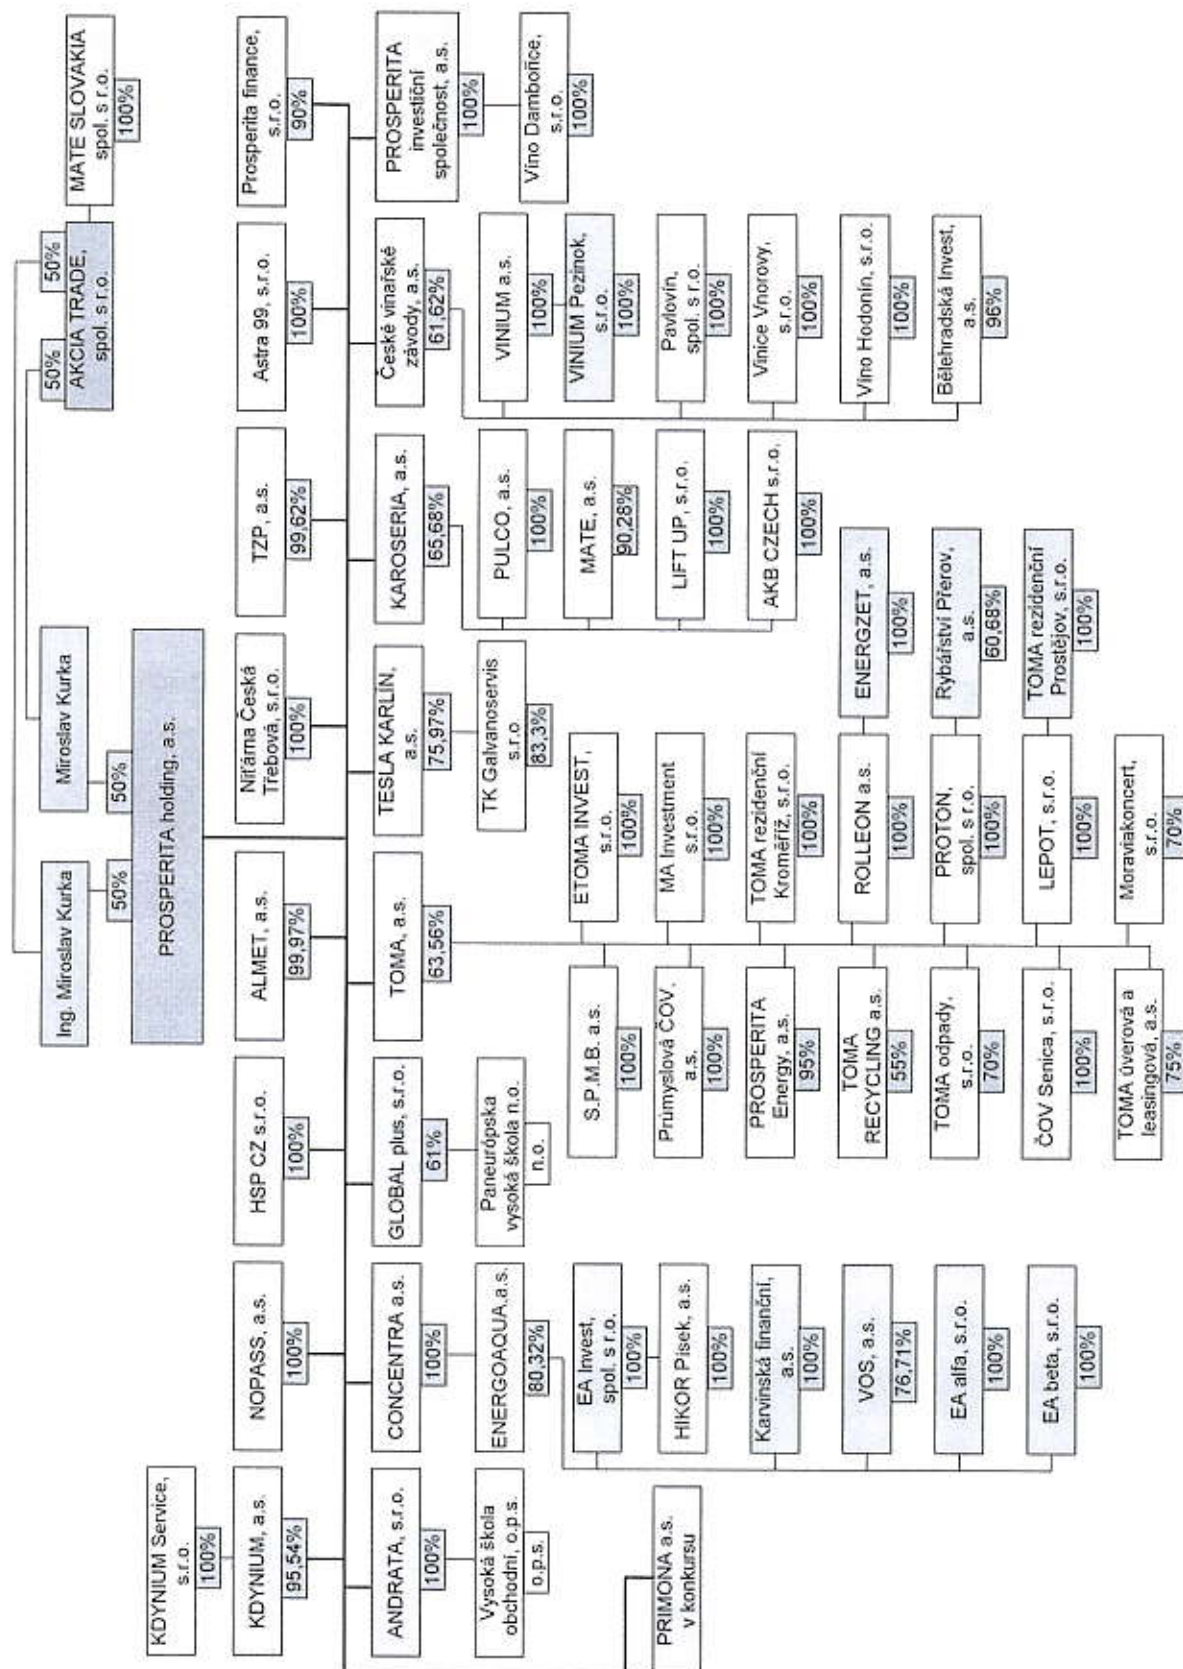 Ing. Miroslav Kurka
Miroslav Kurka
50%
50%
50%
50%
PROSPERITA holding, a.s.
AKCIA TRADE,
spol. s r.o.
MATE SLOVAKIA
spol. s r.o.
100%
KDYNIUM Service,
s.r.o.
100%
KDYNIUM, a.s.
95,54%
NOPASS, a.s.
100%
HSP CZ s.r.o.
100%
ALMET, a.s.
99,97%
Niťárna Česká
Třebová, s.r.o.
100%
TZP, a.s.
99,62%
Astra 99, s.r.o.
100%
Prosperita finance,
s.r.o.
90%
ANDRATA, s.r.o.
100%
Vysoká škola
obchodní, o.p.s.
o.p.s.
CONCENTRA a.s.
100%
ENERGOAQUA,a.s.
80,32%
EA Invest,
spol. s r.o.
100%
HIKOR Písek, a.s.
100%
Karvinská finanční,
a.s.
100%
VOS, a.s.
76,71%
EA alfa, s.r.o.
100%
EA beta, s.r.o.
100%
GLOBAL plus, s.r.o.
61%
Paneurópska
vysoká škola n.o.
n.o.
TOMA, a.s.
63,56%
S.P.M.B. a.s.
100%
Průmyslová ČOV,
a.s.
100%
PROSPERITA
Energy, a.s.
95%
TOMA
RECYCLING a.s.
55%
TOMA odpady,
s.r.o.
70%
ČOV Senica, s.r.o.
100%
TOMA úverová a
leasingová, a.s.
75%
ETOMA INVEST,
s.r.o.
100%
MA Investment
s.r.o.
100%
TOMA rezidenční
Kroměříž, s.r.o.
100%
ROLLEON a.s.
100%
PROTON,
spol. s r.o.
100%
LEPOT, s.r.o.
100%
Moraviakoncert,
s.r.o.
70%
ENERGZET, a.s.
100%
Rybářství Přerov,
a.s.
60,68%
TOMA rezidenční
Prostějov, s.r.o.
100%
TESLA KARLIN,
a.s.
75,97%
TK Galvanoservis
s.r.o.
83,3%
KAROSERIA, a.s.
65,68%
PULCO, a.s.
100%
MATE, a.s.
90,28%
LIFT UP, s.r.o.
100%
AKB CZECH s.r.o.
100%
České vinařské
závody, a.s.
61,62%
VINIUM a.s.
100%
VINIUM Pezinok,
s.r.o.
100%
Pavlovín,
spol. s r.o.
100%
Vinice Vnorovy,
s.r.o.
100%
Víno Hodonín, s.r.o.
100%
Bělehradská Invest,
a.s.
96%
PROSPERITA
investiční
společnost, a.s.
100%
Víno Dambořice,
s.r.o.
100%
PRIMONA a.s.
v konkursu